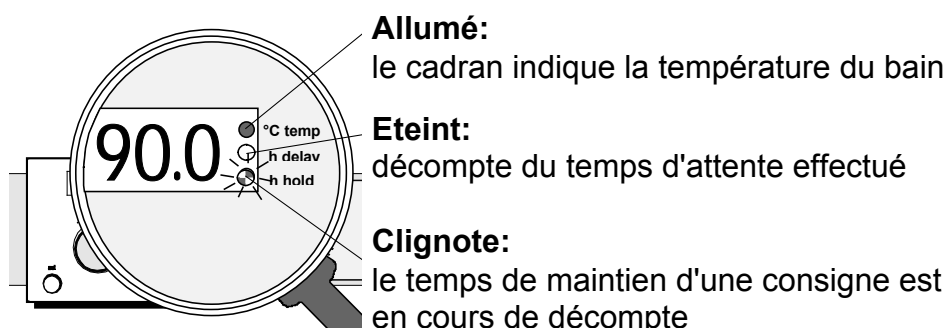 Allumé:
le cadran indique la température du bain
90.0
°C temp
h delay
h hold
Eteint:
décompte du temps d'attente effectué
Clignote:
le temps de maintien d'une consigne est
en cours de décompte